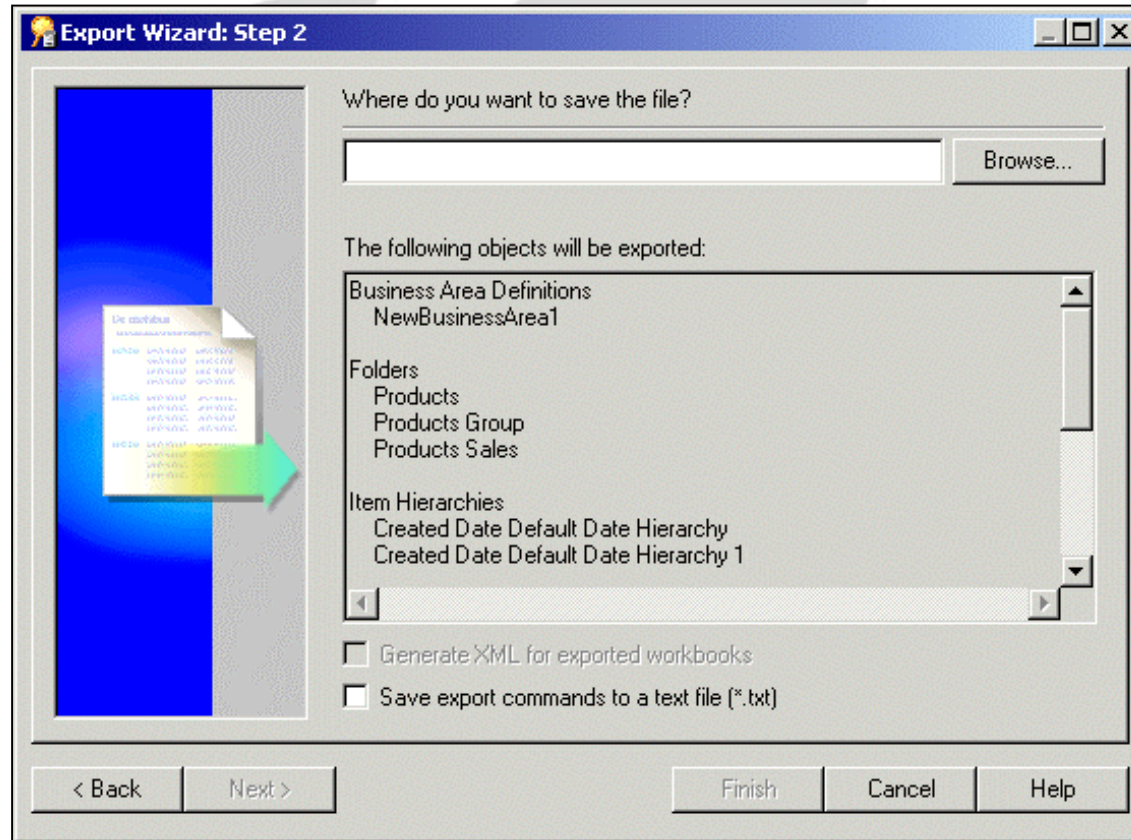 Export Wizard: Step 2
Where do you want to save the file?
Browse...
The following objects will be exported:
Business Area Definitions
NewBusinessArea1
Folders
Products
Products Group
Products Sales
Item Hierarchies
Created Date Default Date Hierarchy
Created Date Default Date Hierarchy 1
Generate XML for exported workbooks
Save export commands to a text file (*.txt)
< Back
Next >
Finish
Cancel
Help